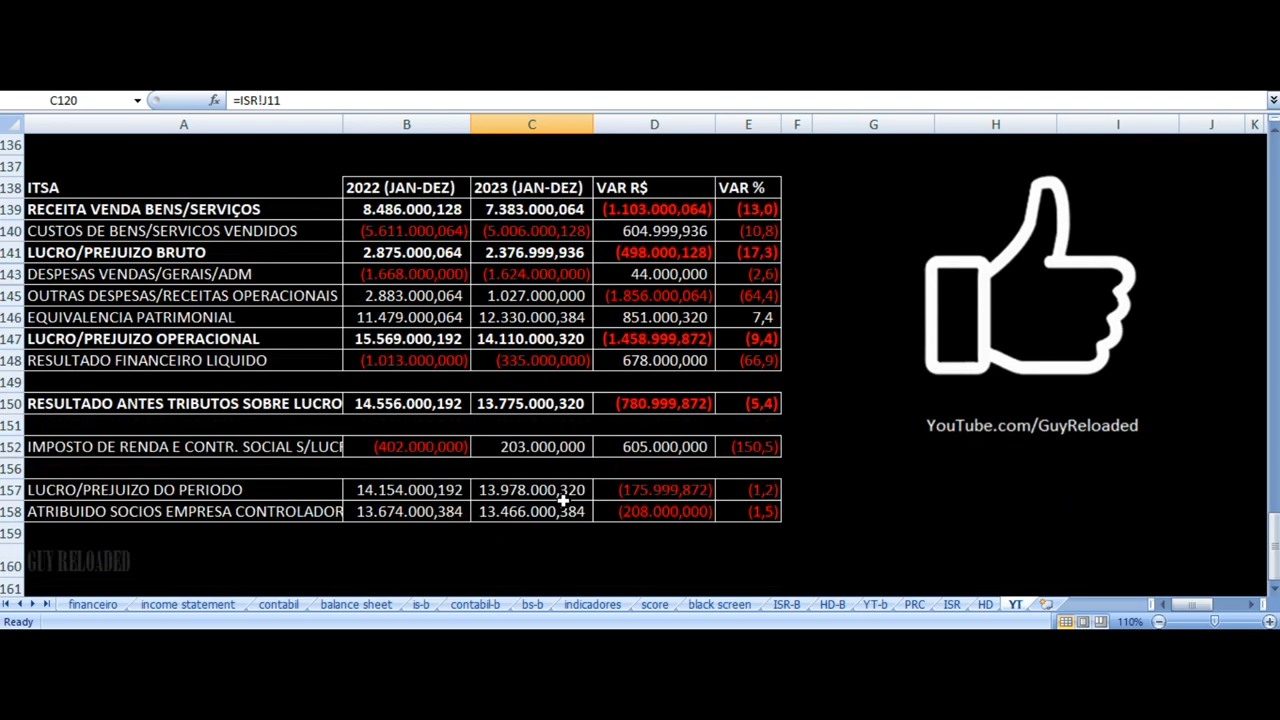 C120 fx =ISR!J11
A B C D E F G H I J K
136
137
138 ITSA 2022 (JAN-DEZ) 2023 (JAN-DEZ) VAR R$ VAR %
139 RECEITA VENDA BENS/SERVIÇOS 8.486.000,128 7.383.000,064 (1.103.000,064) (13,0)
140 CUSTOS DE BENS/SERVICOS VENDIDOS (5.611.000,064) (5.006.000,128) 604.999,936 (10,8)
141 LUCRO/PREJUIZO BRUTO 2.875.000,064 2.376.999,936 (498.000,128) (17,3)
143 DESPESAS VENDAS/GERAIS/ADM (1.668.000,000) (1.624.000,000) 44.000,000 (2,6)
145 OUTRAS DESPESAS/RECEITAS OPERACIONAIS 2.883.000,064 1.027.000,000 (1.856.000,064) (64,4)
146 EQUIVALENCIA PATRIMONIAL 11.479.000,064 12.330.000,384 851.000,320 7,4
147 LUCRO/PREJUIZO OPERACIONAL 15.569.000,192 14.110.000,320 (1.458.999,872) (9,4)
148 RESULTADO FINANCEIRO LIQUIDO (1.013.000,000) (335.000,000) 678.000,000 (66,9)
149
150 RESULTADO ANTES TRIBUTOS SOBRE LUCRO 14.556.000,192 13.775.000,320 (780.999,872) (5,4)
151
152 IMPOSTO DE RENDA E CONTR. SOCIAL S/LUCR (402.000,000) 203.000,000 605.000,000 (150,5)
156
157 LUCRO/PREJUIZO DO PERIODO 14.154.000,192 13.978.000,320 (175.999,872) (1,2)
158 ATRIBUIDO SOCIOS EMPRESA CONTROLADOR 13.674.000,384 13.466.000,384 (208.000,000) (1,5)
159
160 GUY RELOADED
161
YouTube.com/GuyReloaded
financeiro income statement contabil balance sheet is-b contabil-b bs-b indicadores score black screen ISR-B HD-B YT-b PRC ISR HD YT
Ready 110%